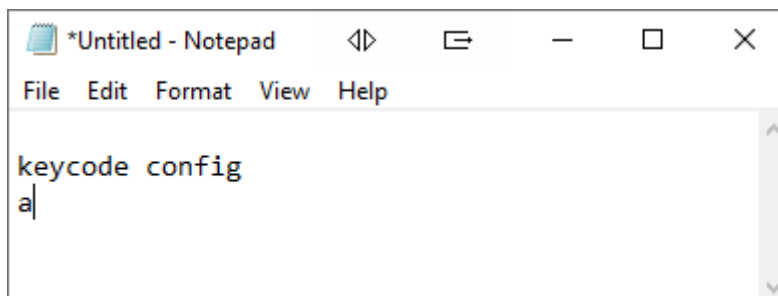 *Untitled - Notepad
File Edit Format View Help
keycode config
a